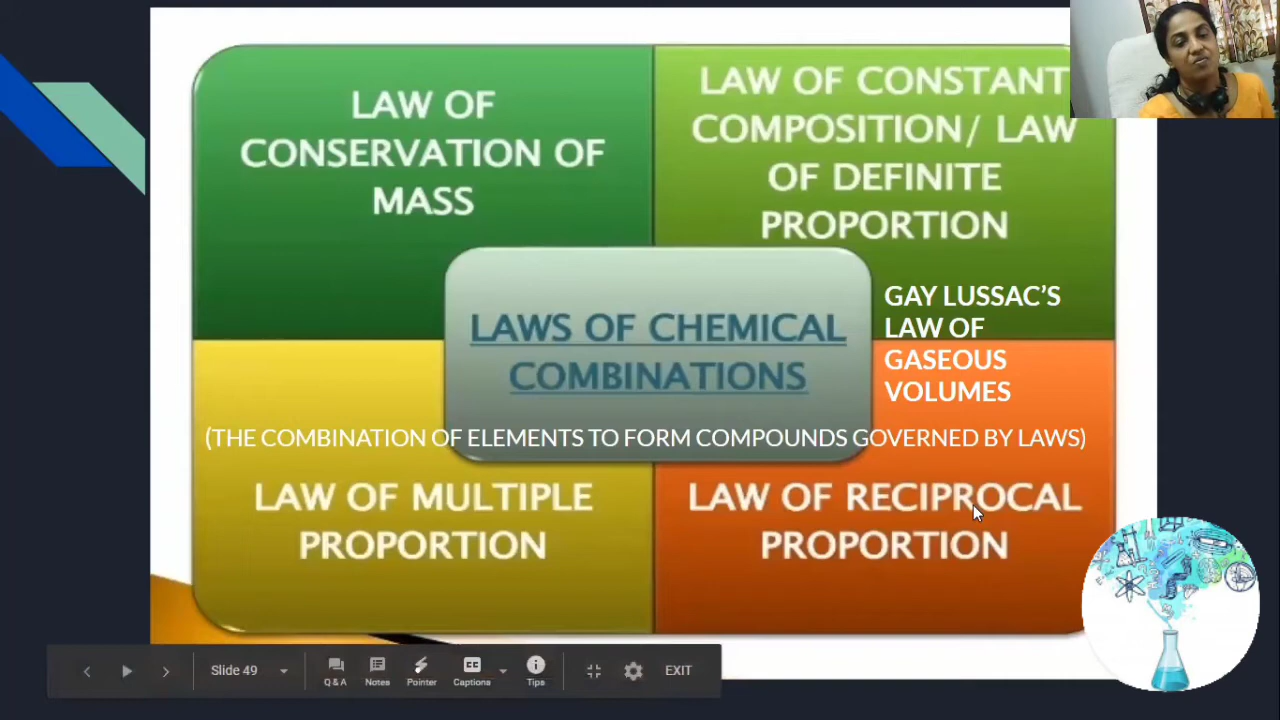 LAW OF
CONSERVATION OF
MASS
LAW OF CONSTANT
COMPOSITION/ LAW
OF DEFINITE
PROPORTION
GAY LUSSAC’S
LAW OF
GASEOUS
VOLUMES
LAWS OF CHEMICAL
COMBINATIONS
(THE COMBINATION OF ELEMENTS TO FORM COMPOUNDS GOVERNED BY LAWS)
LAW OF MULTIPLE
PROPORTION
LAW OF RECIPROCAL
PROPORTION
Slide 49
Q & A
Notes
Pointer
CC
Captions
Tips
EXIT